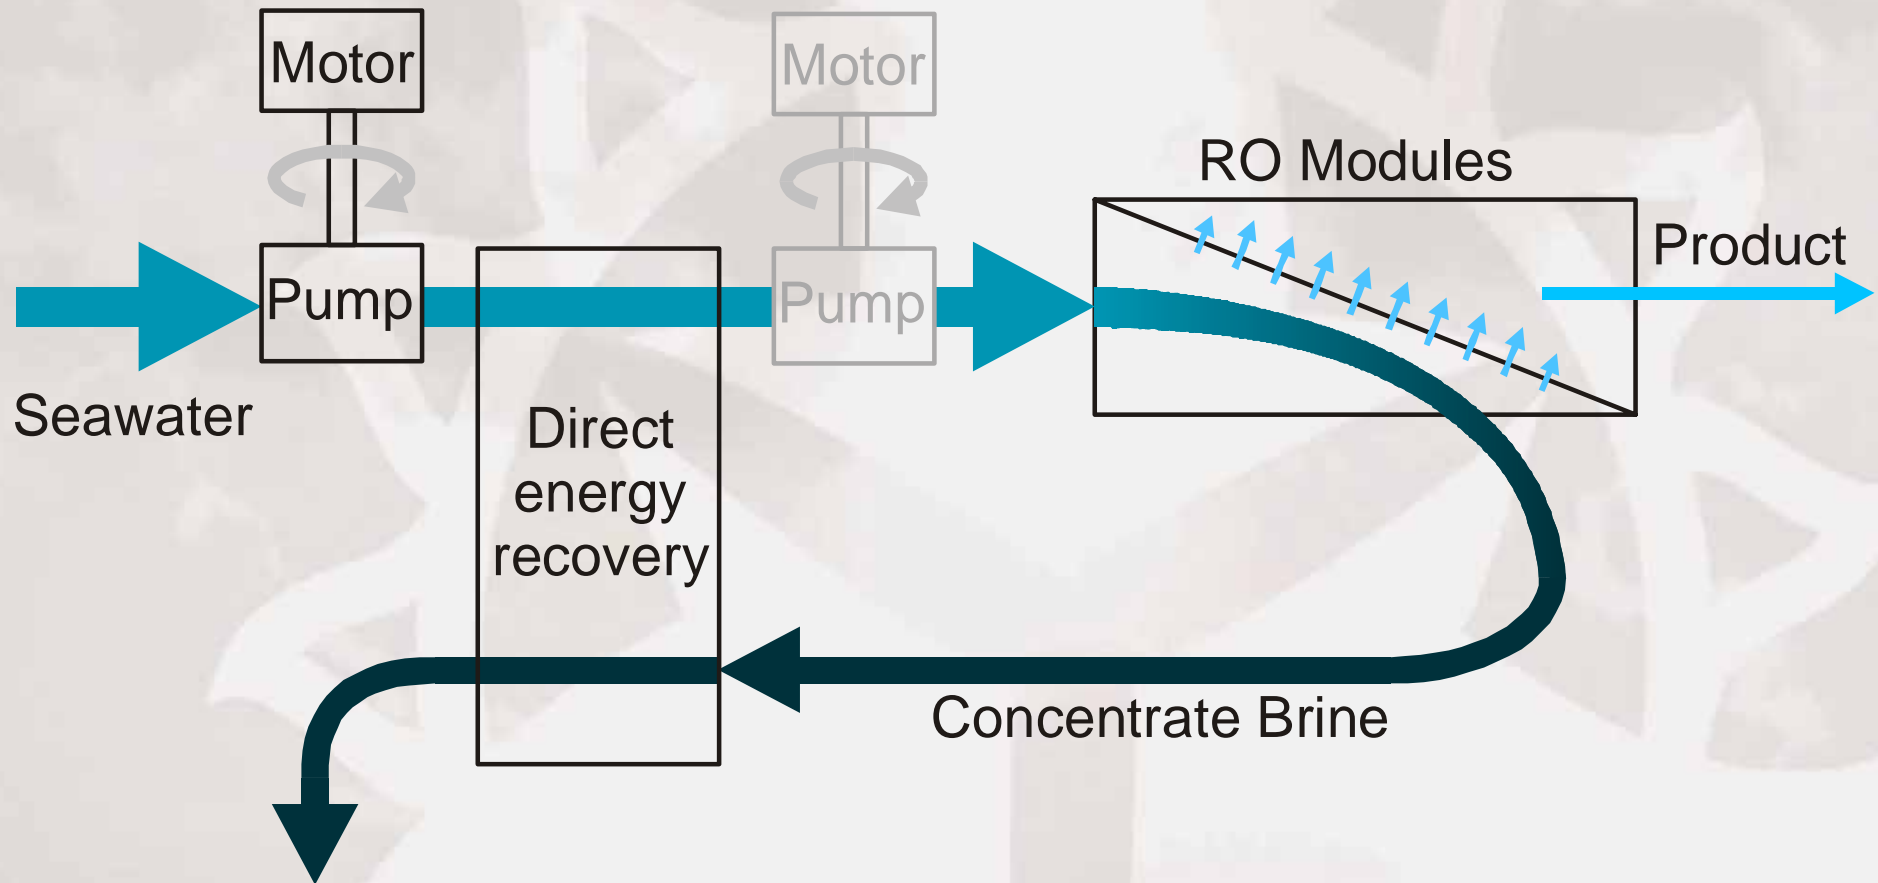 Motor
Motor
RO Modules
Product
Pump
Pump
Seawater
Direct
energy
recovery
Concentrate Brine